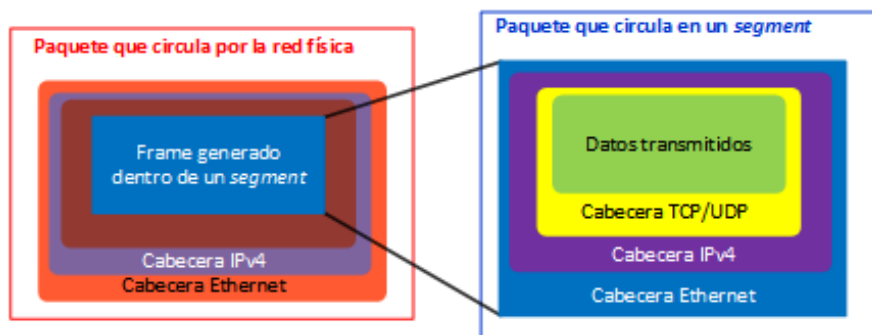 Paquete que circula por la red física
Frame generado
dentro de un segment
Cabecera IPv4
Cabecera Ethernet
Paquete que circula en un segment
Datos transmitidos
Cabecera TCP/UDP
Cabecera IPv4
Cabecera Ethernet